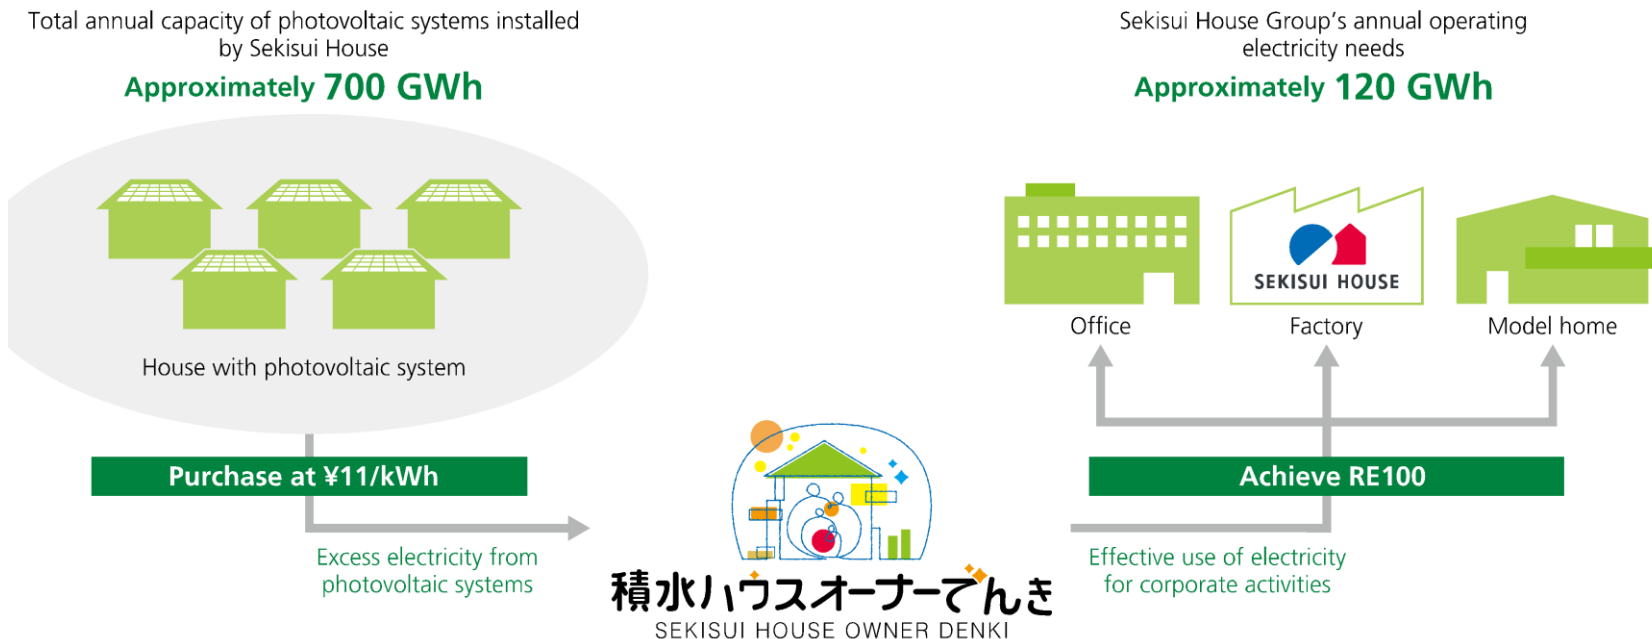 Total annual capacity of photovoltaic systems installed
by Sekisui House
Approximately 700 GWh
House with photovoltaic system
Purchase at ¥11/kWh
Excess electricity from
photovoltaic systems
積水ハウスオーナーでんき
SEKISUI HOUSE OWNER DENKI
Sekisui House Group’s annual operating
electricity needs
Approximately 120 GWh
SEKISUI HOUSE
Office
Factory
Model home
Achieve RE100
Effective use of electricity
for corporate activities